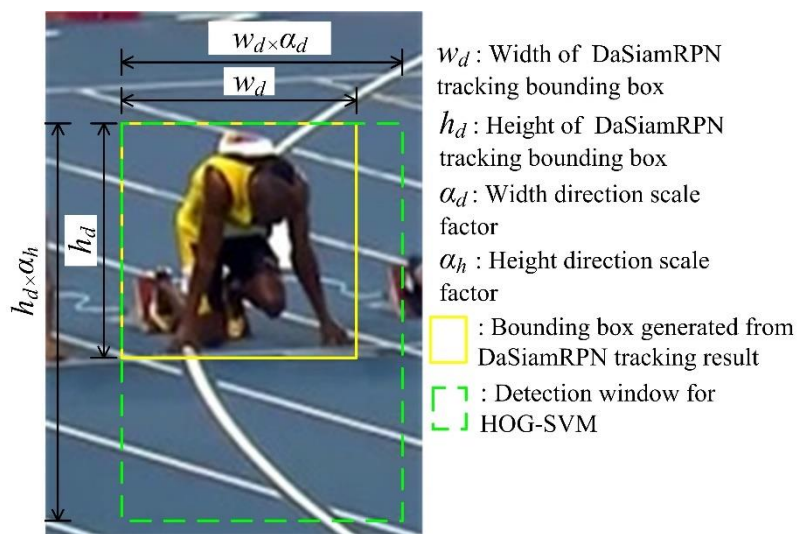 w_d×α_d
w_d
h_d×α_h
h_d
w_d : Width of DaSiamRPN
tracking bounding box
h_d : Height of DaSiamRPN
tracking bounding box
α_d : Width direction scale
factor
α_h : Height direction scale
factor
: Bounding box generated from
DaSiamRPN tracking result
: Detection window for
HOG-SVM